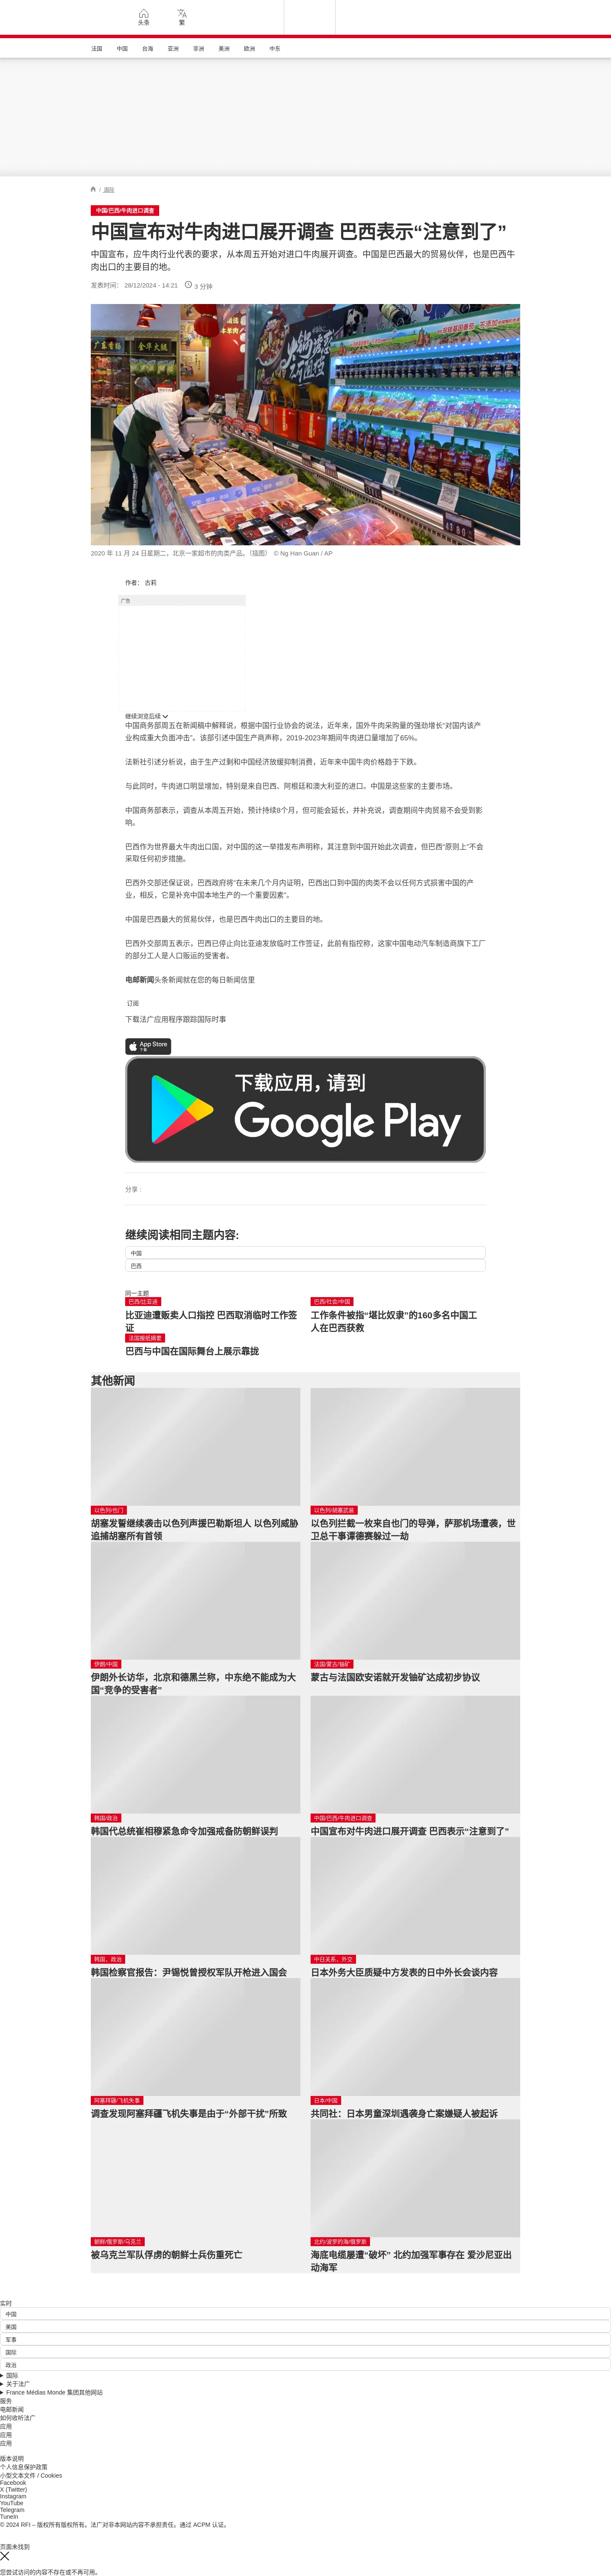 头条
繁
法国
中国
台海
亚洲
非洲
美洲
欧洲
中东
/ 国际
中国/巴西/牛肉进口调查
中国宣布对牛肉进口展开调查 巴西表示“注意到了”
中国宣布，应牛肉行业代表的要求，从本周五开始对进口牛肉展开调查。中国是巴西最大的贸易伙伴，也是巴西牛
肉出口的主要目的地。
发表时间： 28/12/2024 - 14:21
3 分钟
2020 年 11 月 24 日星期二，北京一家超市的肉类产品。（插图） © Ng Han Guan / AP
作者： 古莉
广告
继续浏览后续
中国商务部周五在新闻稿中解释说，根据中国行业协会的说法，近年来，国外牛肉采购量的强劲增长“对国内该产
业构成重大负面冲击”。该部引述中国生产商声称，2019-2023年期间牛肉进口量增加了65%。
法新社引述分析说，由于生产过剩和中国经济放缓抑制消费，近年来中国牛肉价格趋于下跌。
与此同时，牛肉进口明显增加，特别是来自巴西、阿根廷和澳大利亚的进口。中国是这些家的主要市场。
中国商务部表示，调查从本周五开始，预计持续8个月，但可能会延长，并补充说，调查期间牛肉贸易不会受到影
响。
巴西作为世界最大牛肉出口国，对中国的这一举措发布声明称，其注意到中国开始此次调查，但巴西“原则上”不会
采取任何初步措施。
巴西外交部还保证说，巴西政府将“在未来几个月内证明，巴西出口到中国的肉类不会以任何方式损害中国的产
业，相反，它是补充中国本地生产的一个重要因素”。
中国是巴西最大的贸易伙伴，也是巴西牛肉出口的主要目的地。
巴西外交部周五表示，巴西已停止向比亚迪发放临时工作签证，此前有指控称，这家中国电动汽车制造商旗下工厂
的部分工人是人口贩运的受害者。
电邮新闻头条新闻就在您的每日新闻信里
订阅
下载法广应用程序跟踪国际时事
App Store
下载
下载应用，请到
Google Play
分享 :
继续阅读相同主题内容:
中国
巴西
同一主题
巴西/比亚迪
比亚迪遭贩卖人口指控 巴西取消临时工作签
证
巴西/社会/中国
工作条件被指“堪比奴隶”的160多名中国工
人在巴西获救
法国报纸摘要
巴西与中国在国际舞台上展示靠拢
其他新闻
以色列/也门
胡塞发誓继续袭击以色列声援巴勒斯坦人 以色列威胁
追捕胡塞所有首领
以色列/胡塞武装
以色列拦截一枚来自也门的导弹，萨那机场遭袭，世
卫总干事谭德赛躲过一劫
伊朗/中国
伊朗外长访华，北京和德黑兰称，中东绝不能成为大
国“竞争的受害者”
法国/蒙古/铀矿
蒙古与法国欧安诺就开发铀矿达成初步协议
韩国/政治
韩国代总统崔相穆紧急命令加强戒备防朝鲜误判
中国/巴西/牛肉进口调查
中国宣布对牛肉进口展开调查 巴西表示“注意到了”
韩国，政治
韩国检察官报告：尹锡悦曾授权军队开枪进入国会
中日关系，外交
日本外务大臣质疑中方发表的日中外长会谈内容
阿塞拜疆/飞机失事
调查发现阿塞拜疆飞机失事是由于“外部干扰”所致
日本/中国
共同社：日本男童深圳遇袭身亡案嫌疑人被起诉
朝鲜/俄罗斯/乌克兰
被乌克兰军队俘虏的朝鲜士兵伤重死亡
北约/波罗的海/俄罗斯
海底电缆屡遭“破坏” 北约加强军事存在 爱沙尼亚出
动海军
实时
中国
美国
军事
国际
政治
国际
关于法广
France Médias Monde 集团其他网站
服务
电邮新闻
如何收听法广
应用
应用
应用
版本说明
个人信息保护政策
小型文本文件 / Cookies
Facebook
X (Twitter)
Instagram
YouTube
Telegram
TuneIn
© 2024 RFI – 版权所有版权所有。法广对非本网站内容不承担责任。通过 ACPM 认证。
页面未找到
您尝试访问的内容不存在或不再可用。